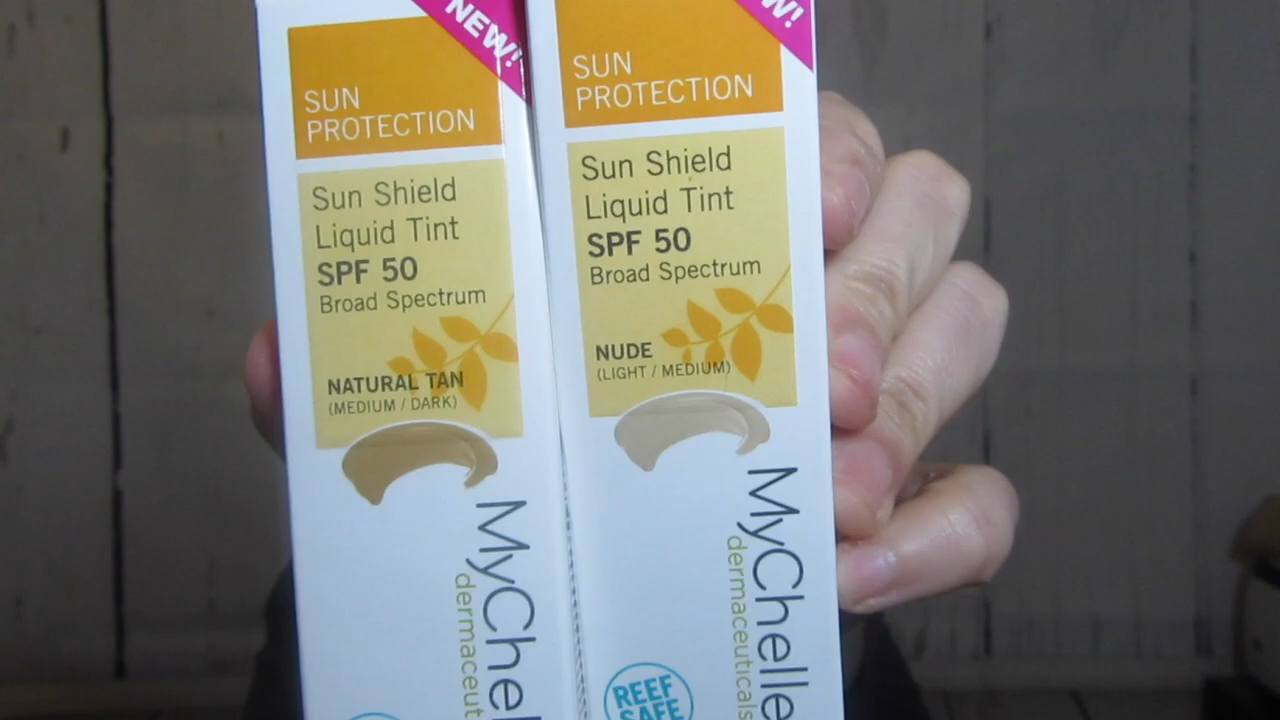 NEW!
SUN
PROTECTION
Sun Shield
Liquid Tint
SPF 50
Broad Spectrum
NATURAL TAN
(MEDIUM / DARK)
MyChel
dermaceut
W!
SUN
PROTECTION
Sun Shield
Liquid Tint
SPF 50
Broad Spectrum
NUDE
(LIGHT / MEDIUM)
MyChelle
dermaceuticals
REEF
SAFE